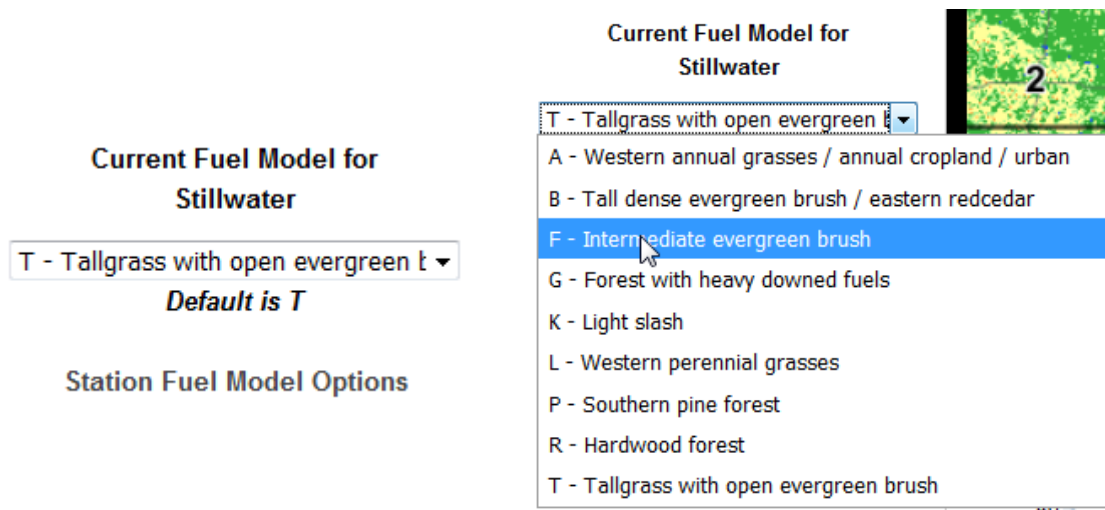 Current Fuel Model for
Stillwater
T - Tallgrass with open evergreen
Default is T
Station Fuel Model Options
Current Fuel Model for
Stillwater
T - Tallgrass with open evergreen
A - Western annual grasses / annual cropland / urban
B - Tall dense evergreen brush / eastern redcedar
F - Intermediate evergreen brush
G - Forest with heavy downed fuels
K - Light slash
L - Western perennial grasses
P - Southern pine forest
R - Hardwood forest
T - Tallgrass with open evergreen brush
2